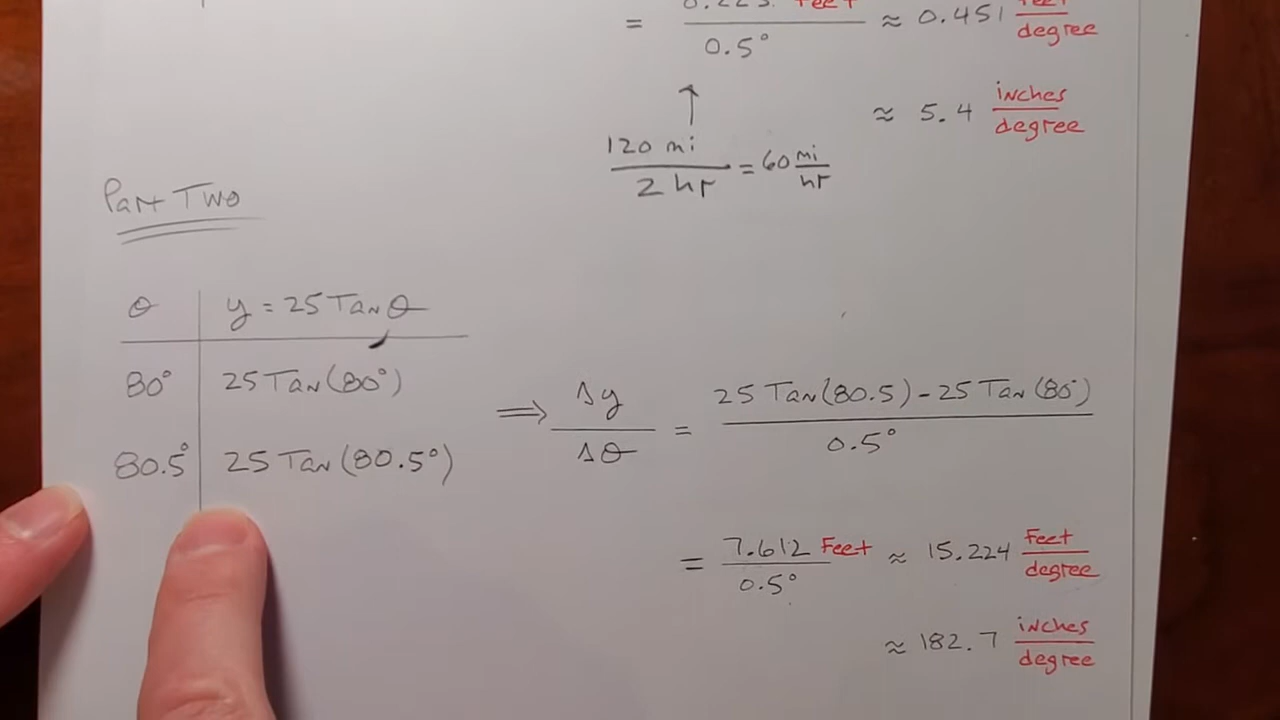 = 0.223 feet / 0.5° ≈ 0.451 feet / degree
≈ 5.4 inches / degree
120 mi / 2 hr = 60 mi / hr
Part Two
θ | y = 25 Tan θ
80° | 25 Tan (80°)
80.5° | 25 Tan (80.5°)
⟹ Δy / Δθ = 25 Tan (80.5) - 25 Tan (80°) / 0.5°
= 7.612 Feet / 0.5° ≈ 15.224 Feet / degree
≈ 182.7 inches / degree